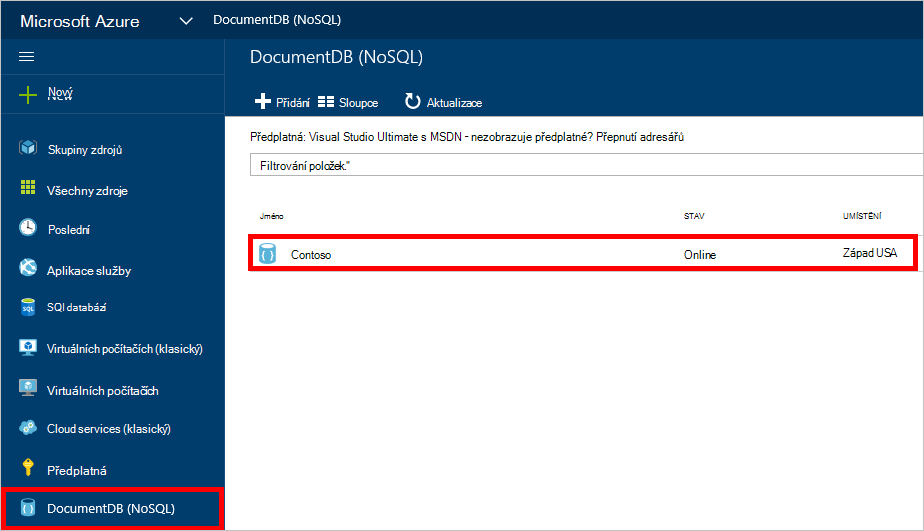 Microsoft Azure DocumentDB (NoSQL)
DocumentDB (NoSQL)
Nový
Přidání Sloupce Aktualizace
Předplatná: Visual Studio Ultimate s MSDN - nezobrazuje předplatné? Přepnutí adresářů
Filtrování položek."
Skupiny zdrojů
Všechny zdroje
Poslední
Aplikace služby
SQl databází
Virtuálních počítačích (klasický)
Virtuálních počítačích
Cloud services (klasický)
Předplatná
DocumentDB (NoSQL)
Jméno STAV UMÍSTĚNÍ
Contoso Online Západ USA
SQL